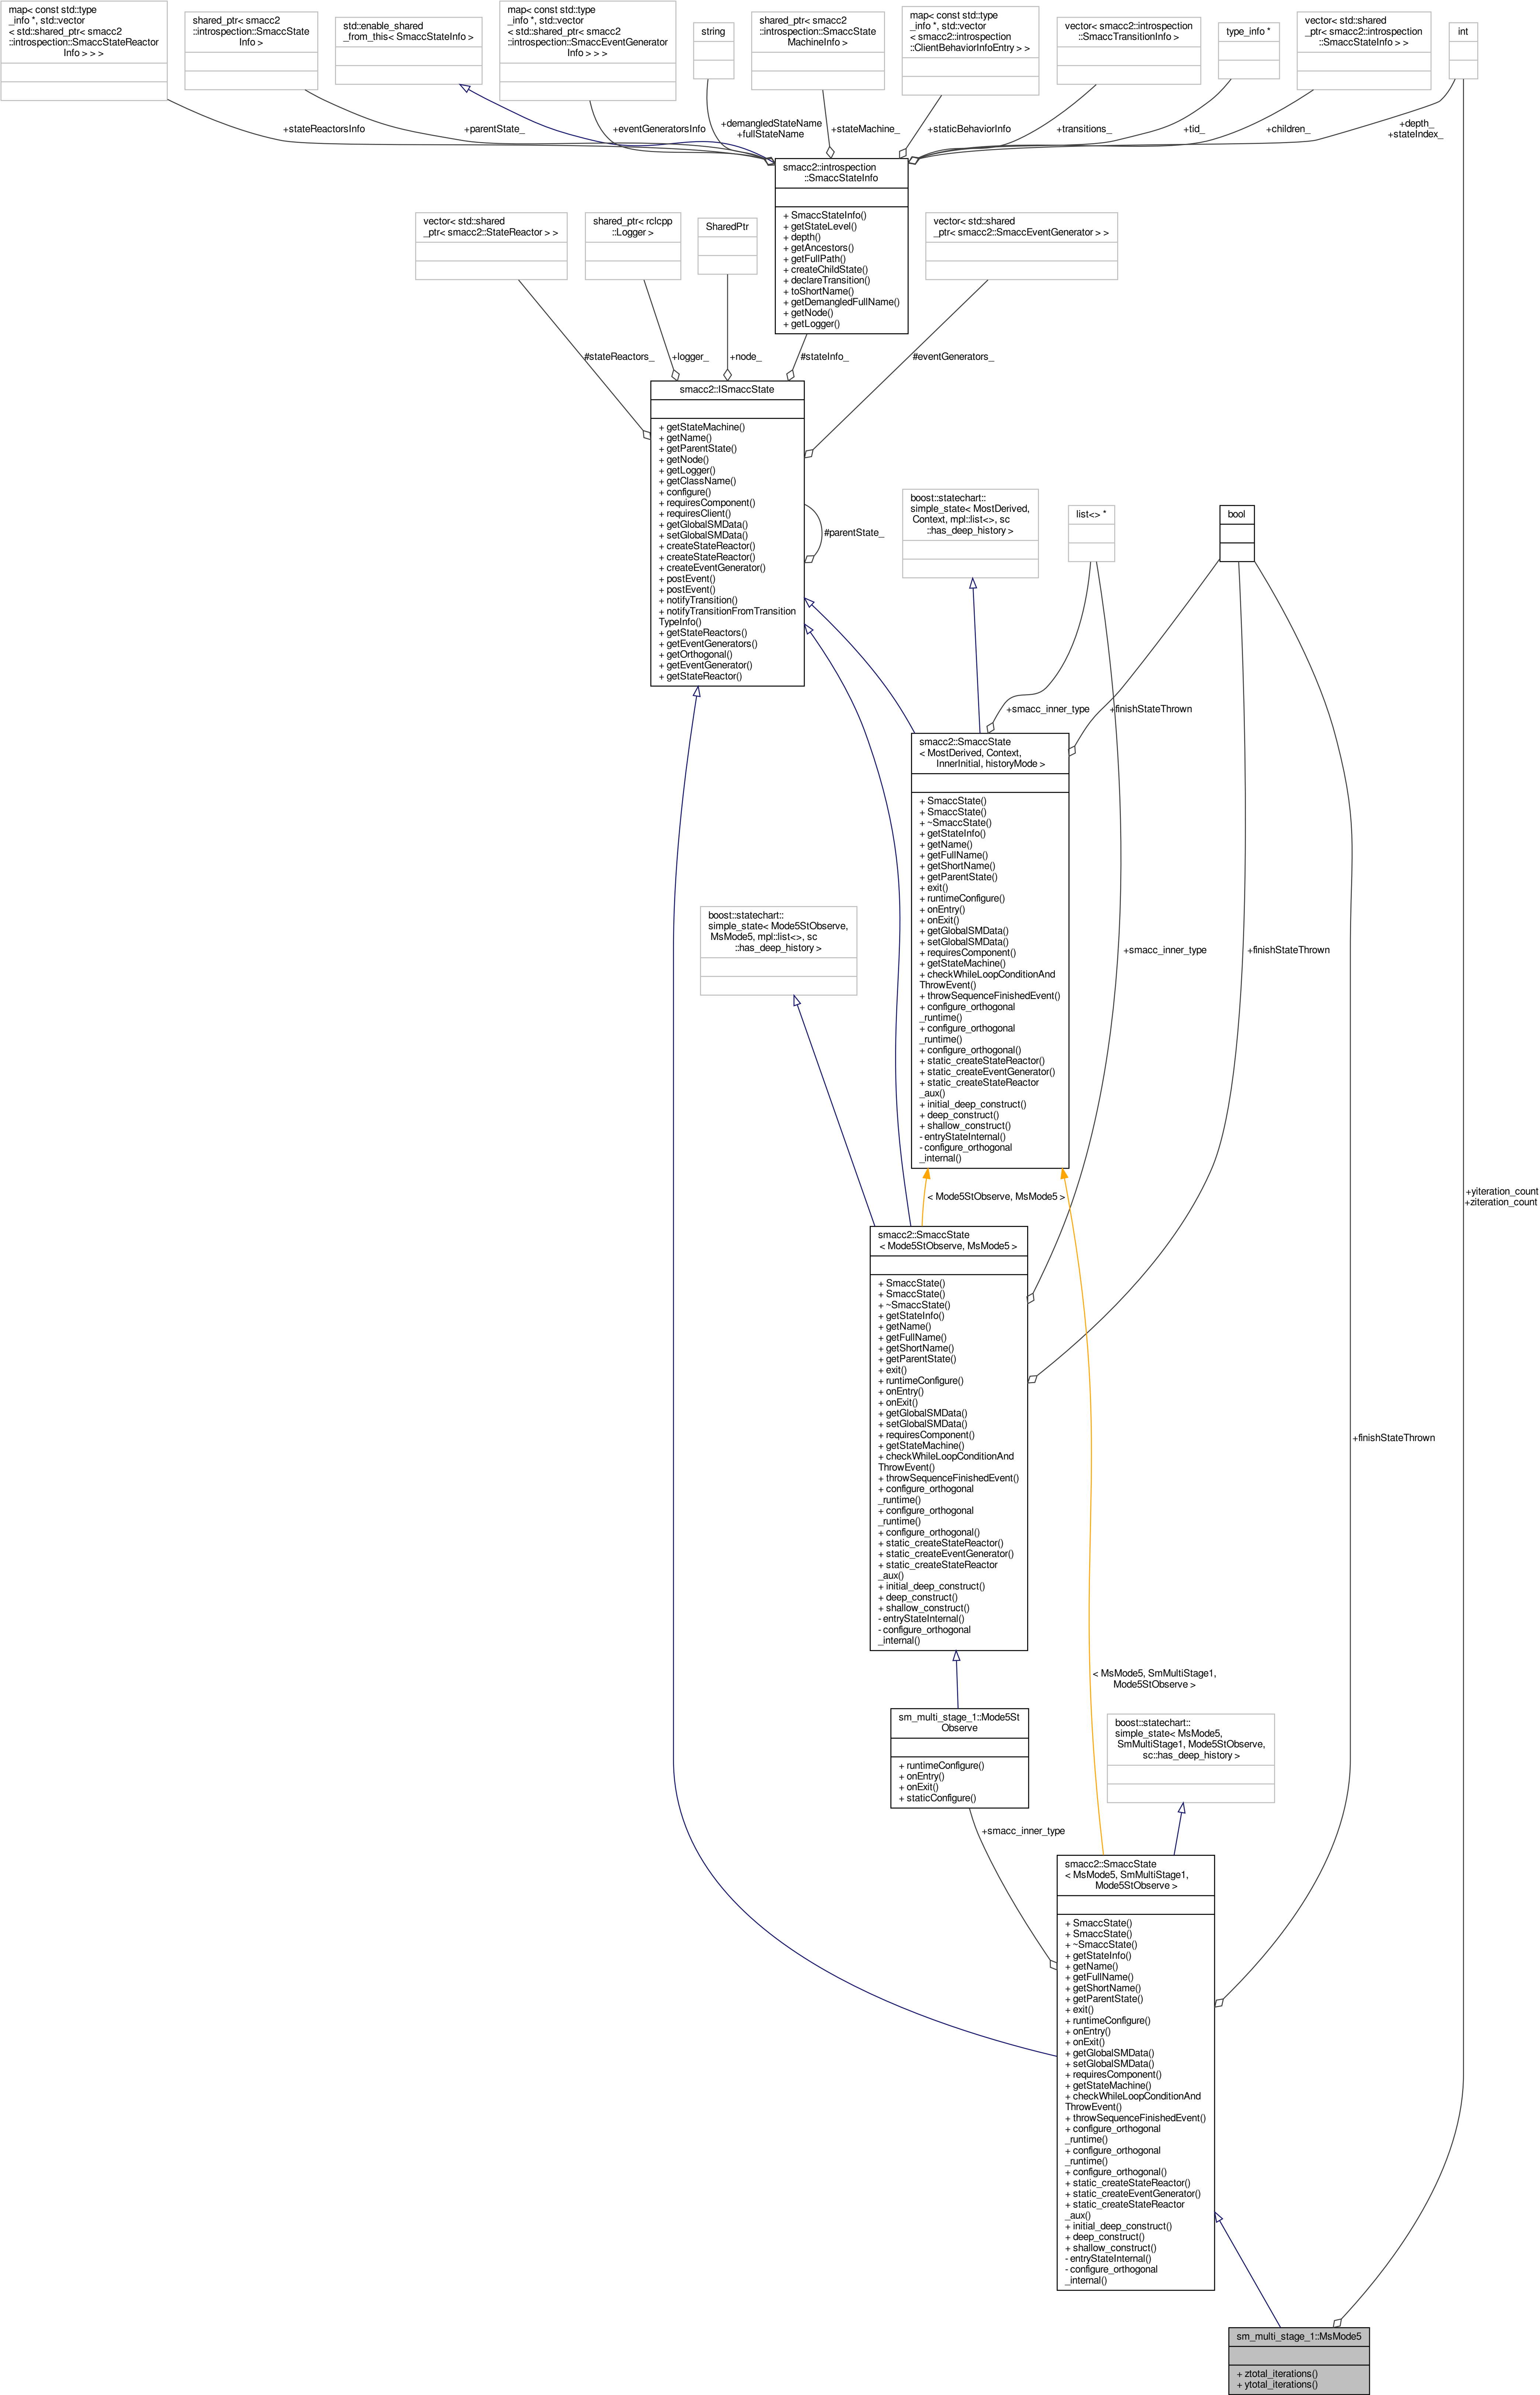 map< const std::type
_info *, std::vector
< std::shared_ptr< smacc2
::introspection::SmaccStateReactor
Info > > >
shared_ptr< smacc2
::introspection::SmaccState
Info >
std::enable_shared
_from_this< SmaccStateInfo >
map< const std::type
_info *, std::vector
< std::shared_ptr< smacc2
::introspection::SmaccEventGenerator
Info > > >
string
shared_ptr< smacc2
::introspection::SmaccState
MachineInfo >
map< const std::type
_info *, std::vector
< smacc2::introspection
::ClientBehaviorInfoEntry > >
vector< smacc2::introspection
::SmaccTransitionInfo >
type_info *
vector< std::shared
_ptr< smacc2::introspection
::SmaccStateInfo > >
int
+stateReactorsInfo
+parentState_
+eventGeneratorsInfo
+demangledStateName
+fullStateName
+stateMachine_
+staticBehaviorInfo
+transitions_
+tid_
+children_
+depth_
+stateIndex_
smacc2::introspection
::SmaccStateInfo
+ SmaccStateInfo()
+ getStateLevel()
+ depth()
+ getAncestors()
+ getFullPath()
+ createChildState()
+ declareTransition()
+ toShortName()
+ getDemangledFullName()
+ getNode()
+ getLogger()
vector< std::shared
_ptr< smacc2::StateReactor > >
shared_ptr< rclcpp
::Logger >
SharedPtr
vector< std::shared
_ptr< smacc2::SmaccEventGenerator > >
#stateReactors_
+logger_
+node_
#stateInfo_
#eventGenerators_
smacc2::ISmaccState
+ getStateMachine()
+ getName()
+ getParentState()
+ getNode()
+ getLogger()
+ getClassName()
+ configure()
+ requiresComponent()
+ requiresClient()
+ getGlobalSMData()
+ setGlobalSMData()
+ createStateReactor()
+ createStateReactor()
+ createEventGenerator()
+ postEvent()
+ postEvent()
+ notifyTransition()
+ notifyTransitionFromTransition
TypeInfo()
+ getStateReactors()
+ getEventGenerators()
+ getOrthogonal()
+ getEventGenerator()
+ getStateReactor()
#parentState_
boost::statechart::
simple_state< MostDerived,
Context, mpl::list<>, sc
::has_deep_history >
list<> *
bool
+smacc_inner_type
+finishStateThrown
smacc2::SmaccState
< MostDerived, Context,
InnerInitial, historyMode >
+ SmaccState()
+ SmaccState()
+ ~SmaccState()
+ getStateInfo()
+ getName()
+ getFullName()
+ getShortName()
+ getParentState()
+ exit()
+ runtimeConfigure()
+ onEntry()
+ onExit()
+ getGlobalSMData()
+ setGlobalSMData()
+ requiresComponent()
+ getStateMachine()
+ checkWhileLoopConditionAnd
ThrowEvent()
+ throwSequenceFinishedEvent()
+ configure_orthogonal
_runtime()
+ configure_orthogonal
_runtime()
+ configure_orthogonal()
+ static_createStateReactor()
+ static_createEventGenerator()
+ static_createStateReactor
_aux()
+ initial_deep_construct()
+ deep_construct()
+ shallow_construct()
- entryStateInternal()
- configure_orthogonal
_internal()
boost::statechart::
simple_state< Mode5StObserve,
MsMode5, mpl::list<>, sc
::has_deep_history >
+smacc_inner_type
+finishStateThrown
< Mode5StObserve, MsMode5 >
+yiteration_count
+ziteration_count
smacc2::SmaccState
< Mode5StObserve, MsMode5 >
+ SmaccState()
+ SmaccState()
+ ~SmaccState()
+ getStateInfo()
+ getName()
+ getFullName()
+ getShortName()
+ getParentState()
+ exit()
+ runtimeConfigure()
+ onEntry()
+ onExit()
+ getGlobalSMData()
+ setGlobalSMData()
+ requiresComponent()
+ getStateMachine()
+ checkWhileLoopConditionAnd
ThrowEvent()
+ throwSequenceFinishedEvent()
+ configure_orthogonal
_runtime()
+ configure_orthogonal
_runtime()
+ configure_orthogonal()
+ static_createStateReactor()
+ static_createEventGenerator()
+ static_createStateReactor
_aux()
+ initial_deep_construct()
+ deep_construct()
+ shallow_construct()
- entryStateInternal()
- configure_orthogonal
_internal()
+finishStateThrown
< MsMode5, SmMultiStage1,
Mode5StObserve >
sm_multi_stage_1::Mode5St
Observe
+ runtimeConfigure()
+ onEntry()
+ onExit()
+ staticConfigure()
boost::statechart::
simple_state< MsMode5,
SmMultiStage1, Mode5StObserve,
sc::has_deep_history >
+smacc_inner_type
smacc2::SmaccState
< MsMode5, SmMultiStage1,
Mode5StObserve >
+ SmaccState()
+ SmaccState()
+ ~SmaccState()
+ getStateInfo()
+ getName()
+ getFullName()
+ getShortName()
+ getParentState()
+ exit()
+ runtimeConfigure()
+ onEntry()
+ onExit()
+ getGlobalSMData()
+ setGlobalSMData()
+ requiresComponent()
+ getStateMachine()
+ checkWhileLoopConditionAnd
ThrowEvent()
+ throwSequenceFinishedEvent()
+ configure_orthogonal
_runtime()
+ configure_orthogonal
_runtime()
+ configure_orthogonal()
+ static_createStateReactor()
+ static_createEventGenerator()
+ static_createStateReactor
_aux()
+ initial_deep_construct()
+ deep_construct()
+ shallow_construct()
- entryStateInternal()
- configure_orthogonal
_internal()
sm_multi_stage_1::MsMode5
+ ztotal_iterations()
+ ytotal_iterations()